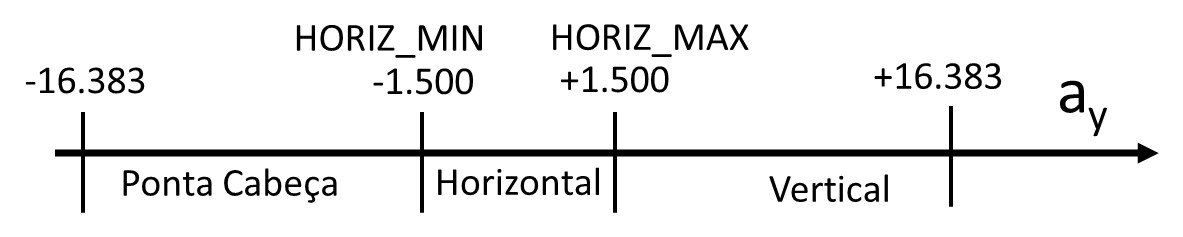 HORIZ_MIN HORIZ_MAX
-16.383 -1.500 +1.500 +16.383
ay
Ponta Cabeça Horizontal Vertical